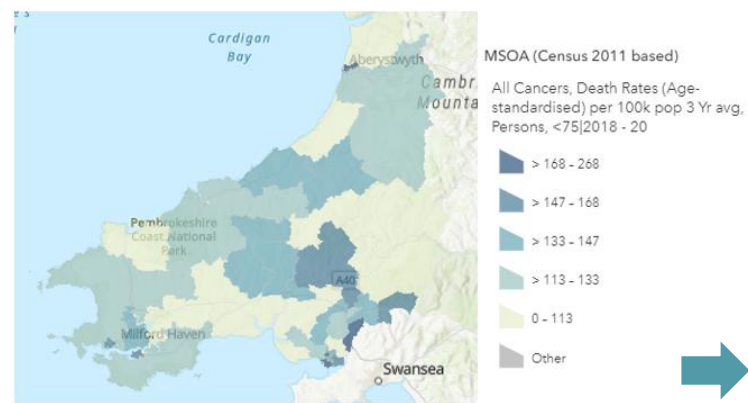 Cardigan
Bay
Aberystwyth
Cambr
Mounta
Pembrokeshire
Coast National
Park
A40
Milford Haven
Swansea
MSOA (Census 2011 based)
All Cancers, Death Rates (Age-
standardised) per 100k pop 3 Yr avg,
Persons, <75|2018 - 20
> 168 - 268
> 147 - 168
> 133 - 147
> 113 - 133
0 - 113
Other